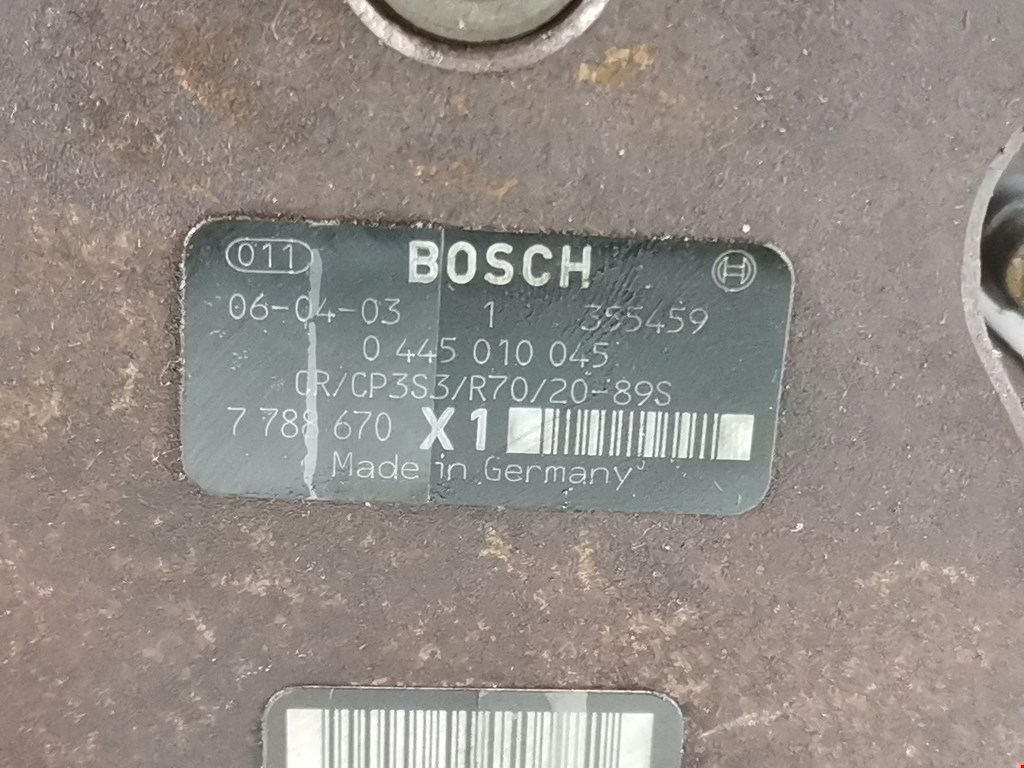 011 BOSCH
06-04-03 1 355459
0 445 010 045
CR/CP3S3/R70/20-89S
7 788 670 X1
Made in Germany